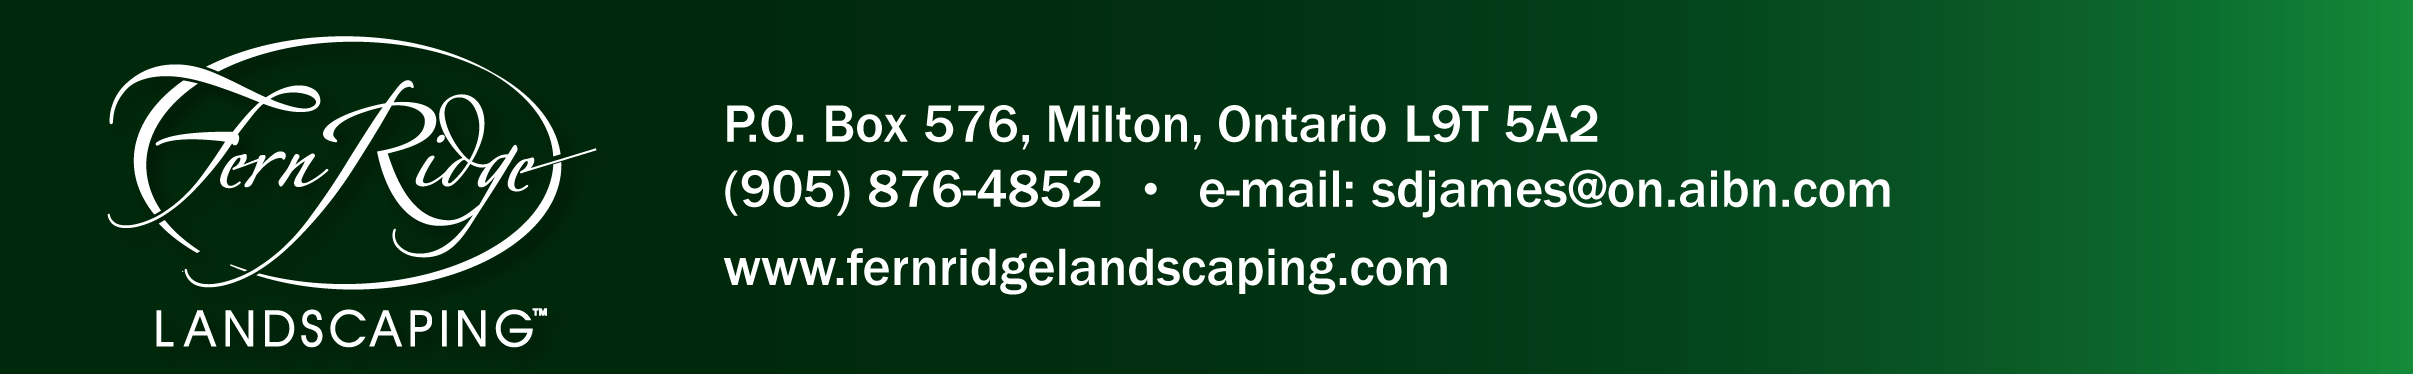 Fern Ridge
LANDSCAPING™
P.O. Box 576, Milton, Ontario L9T 5A2
(905) 876-4852 • e-mail: sdjames@on.aibn.com
www.fernridgelandscaping.com